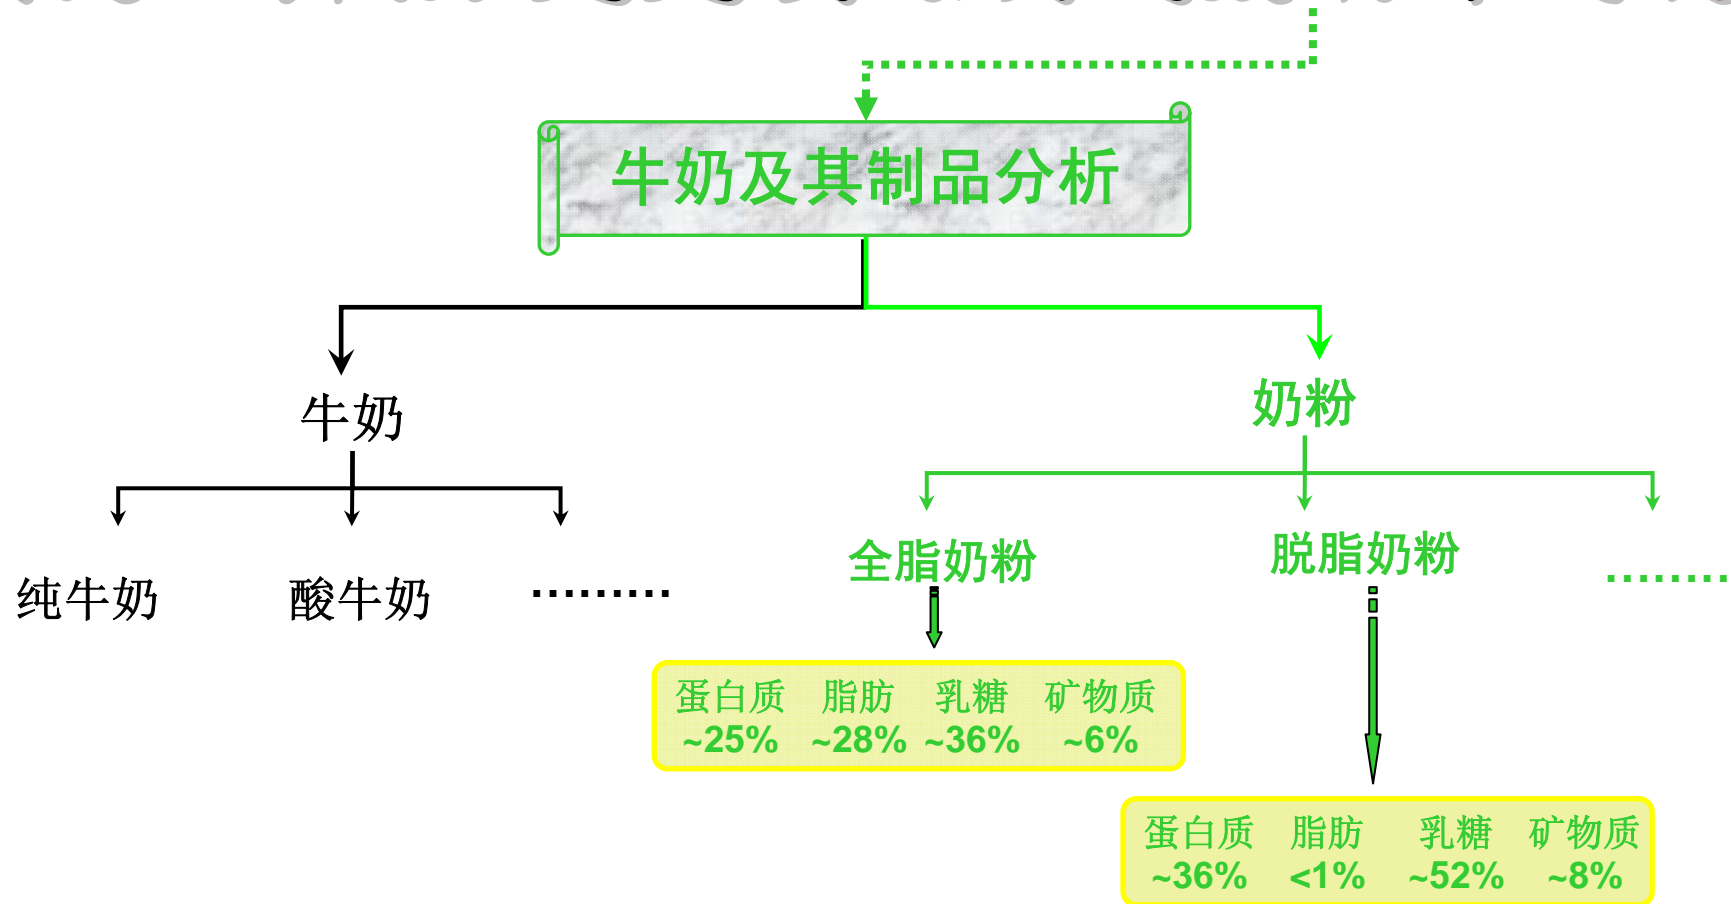 牛奶及其制品分析
牛奶
奶粉
纯牛奶
酸牛奶
全脂奶粉
脱脂奶粉
蛋白质 脂肪 乳糖 矿物质
~25% ~28% ~36% ~6%
蛋白质 脂肪 乳糖 矿物质
~36% <1% ~52% ~8%